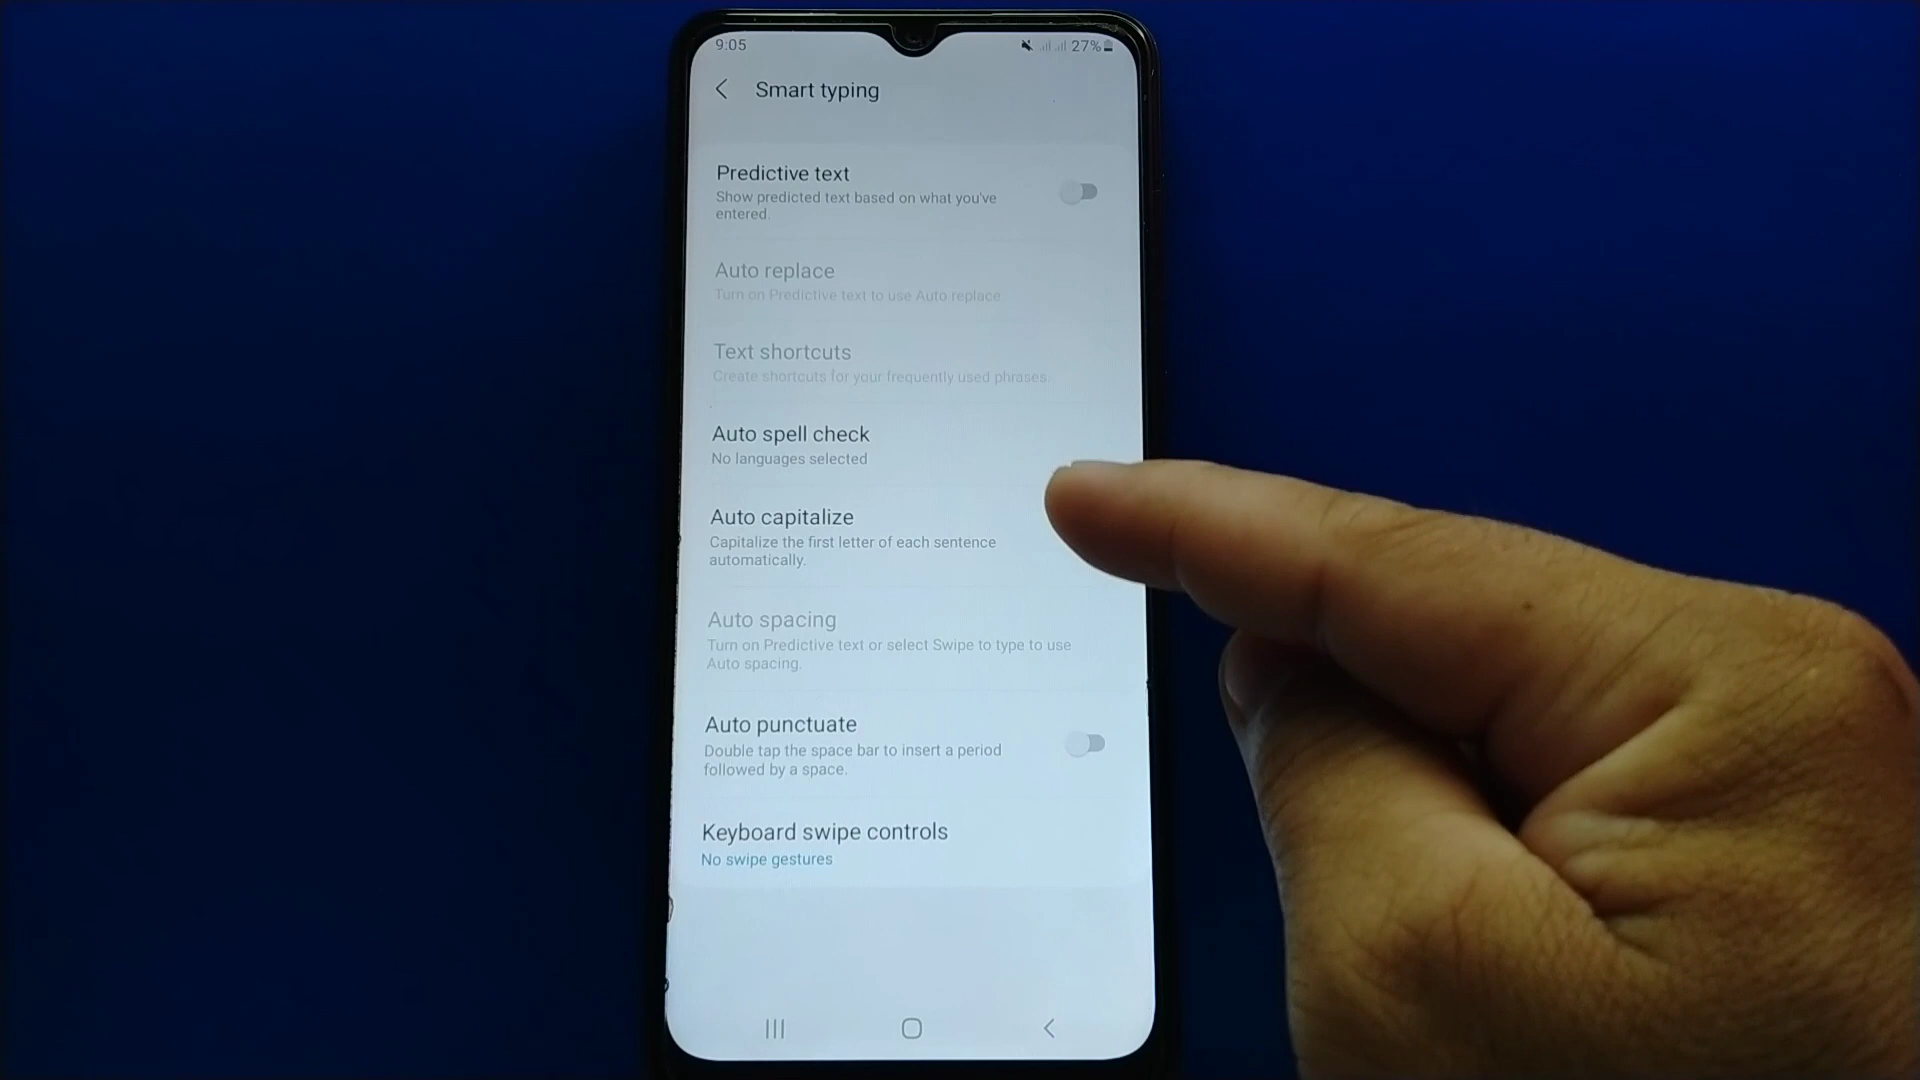 9:05 27%
Smart typing
Predictive text
Show predicted text based on what you've
entered.
Auto replace
Turn on Predictive text to use Auto replace
Text shortcuts
Create shortcuts for your frequently used phrases.
Auto spell check
No languages selected
Auto capitalize
Capitalize the first letter of each sentence
automatically.
Auto spacing
Turn on Predictive text or select Swipe to type to use
Auto spacing.
Auto punctuate
Double tap the space bar to insert a period
followed by a space.
Keyboard swipe controls
No swipe gestures